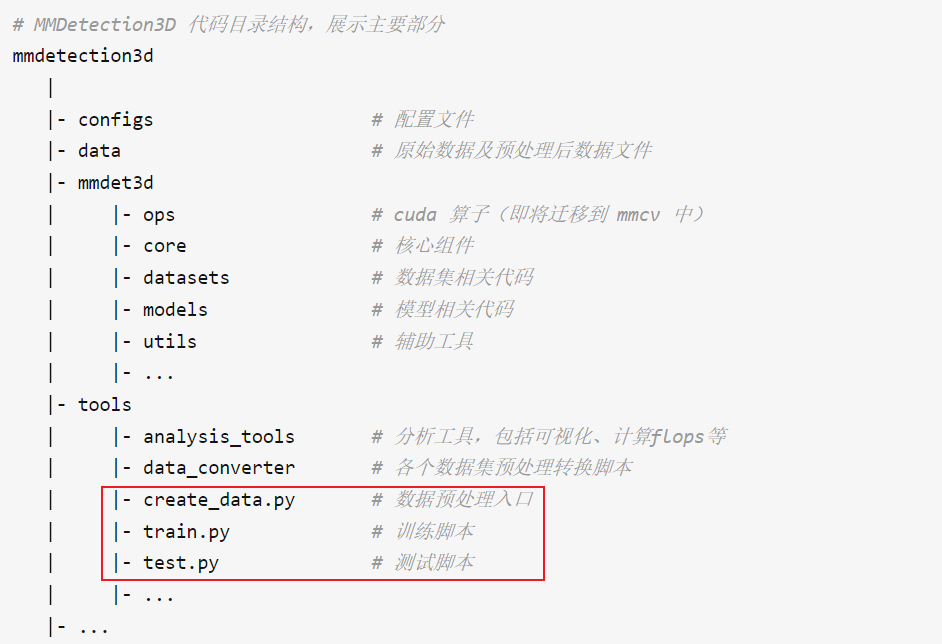 # MMDetection3D 代码目录结构，展示主要部分
mmdetection3d
|
|- configs # 配置文件
|- data # 原始数据及预处理后数据文件
|- mmdet3d
| |- ops # cuda 算子（即将迁移到 mmcv 中）
| |- core # 核心组件
| |- datasets # 数据集相关代码
| |- models # 模型相关代码
| |- utils # 辅助工具
| |- ...
|- tools
| |- analysis_tools # 分析工具，包括可视化、计算flops等
| |- data_converter # 各个数据集预处理转换脚本
| |- create_data.py # 数据预处理入口
| |- train.py # 训练脚本
| |- test.py # 测试脚本
| |- ...
|- ...